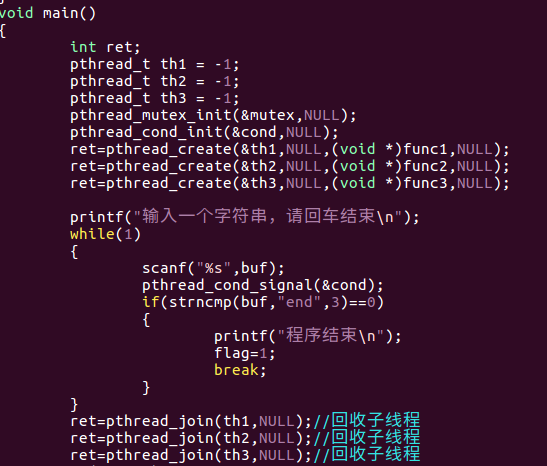 void main()
{
        int ret;
        pthread_t th1 = -1;
        pthread_t th2 = -1;
        pthread_t th3 = -1;
        pthread_mutex_init(&mutex,NULL);
        pthread_cond_init(&cond,NULL);
        ret=pthread_create(&th1,NULL,(void *)func1,NULL);
        ret=pthread_create(&th2,NULL,(void *)func2,NULL);
        ret=pthread_create(&th3,NULL,(void *)func3,NULL);
        printf("输入一个字符串，请回车结束\n");
        while(1)
        {
                scanf("%s",buf);
                pthread_cond_signal(&cond);
                if(strncmp(buf,"end",3)==0)
                {
                        printf("程序结束\n");
                        flag=1;
                        break;
                }
        }
        ret=pthread_join(th1,NULL);//回收子线程
        ret=pthread_join(th2,NULL);//回收子线程
        ret=pthread_join(th3,NULL);//回收子线程